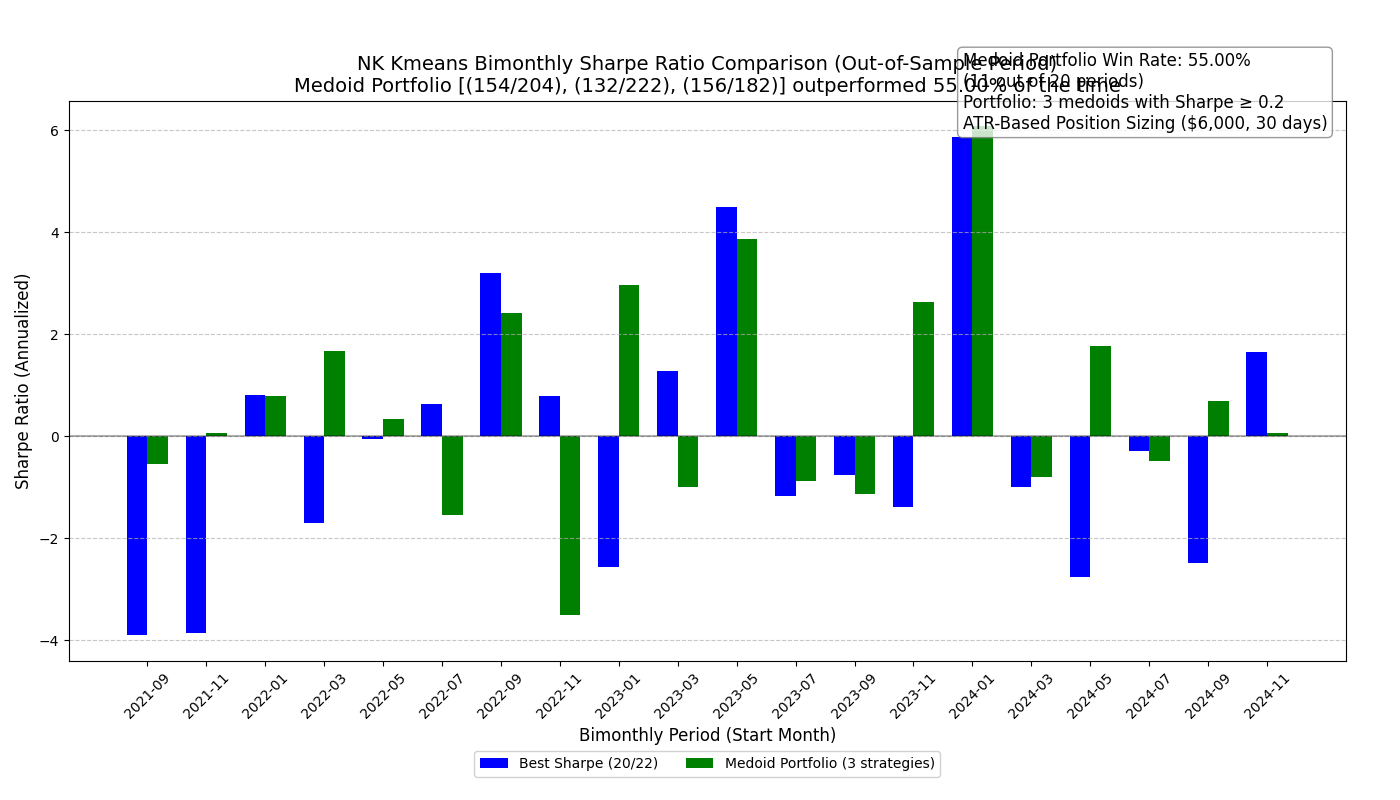 NK Kmeans Bimonthly Sharpe Ratio Comparison (Out-of-Sample Period)
Medoid Portfolio [(154/204), (132/222), (156/182)] outperformed 55.00% of the time
Medoid Portfolio Win Rate: 55.00%
(11 out of 20 periods)
Portfolio: 3 medoids with Sharpe ≥ 0.2
ATR-Based Position Sizing ($6,000, 30 days)
Sharpe Ratio (Annualized)
6
4
2
0
−2
−4
2021-09
2021-11
2022-01
2022-03
2022-05
2022-07
2022-09
2022-11
2023-01
2023-03
2023-05
2023-07
2023-09
2023-11
2024-01
2024-03
2024-05
2024-07
2024-09
2024-11
Bimonthly Period (Start Month)
Best Sharpe (20/22)
Medoid Portfolio (3 strategies)